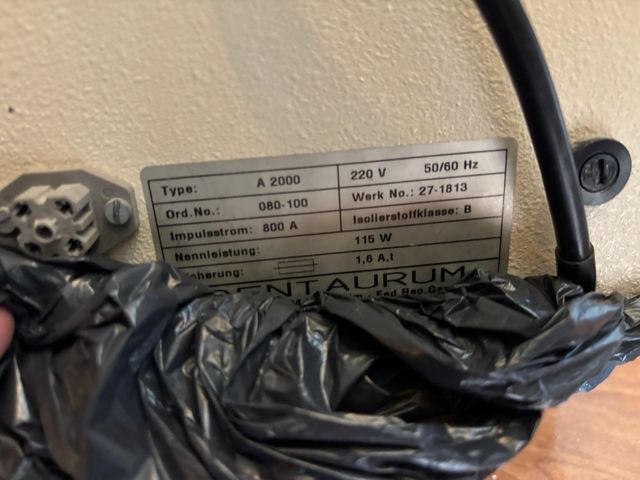 Type: A 2000 220 V 50/60 Hz
Ord.No.: 080-100 Werk No.: 27-1813
Impulsstrom: 800 A Isolierstoffklasse: B
Nennleistung: 115 W
icherung: 1,6 A,t
DENTAURUM